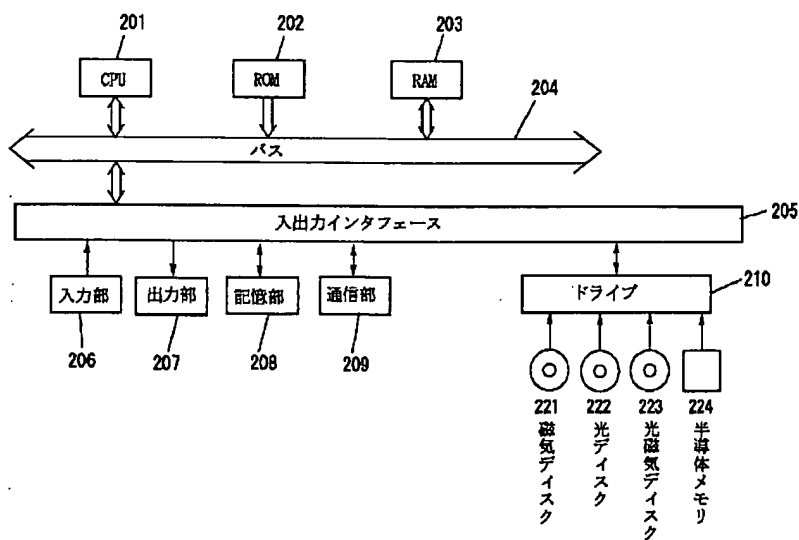 201
202
203
CPU
ROM
RAM
204
バス
205
入出力インタフェース
入力部
出力部
記憶部
通信部
ドライブ
210
206
207
208
209
221
222
223
224
磁気ディスク
光ディスク
光磁気ディスク
半導体メモリ